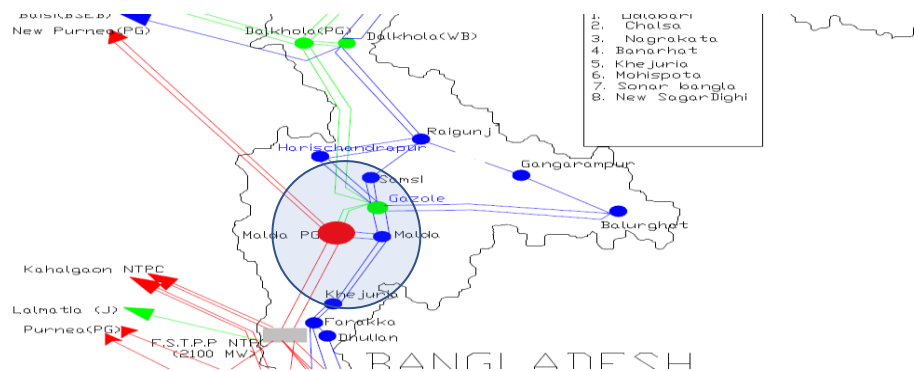 New Purnea(PG)
Dalkhola(PG)
Dalkhola(WB)
2. Chalsa
3. Nagrakata
4. Banarhat
5. Khejuria
6. Mohispota
7. Sonar bangla
8. New SagarDighi
Raigunj
Harischandrapur
Gangarampur
Samsi
Gazole
Balurghat
Malda PG
Malda
Kahalgaon NTPC
Khejuria
Lalmatia (J)
Farakka
Purnea(PG)
Dhulian
F.S.T.P.P NTPC
(2100 MW)
BANGLADESH